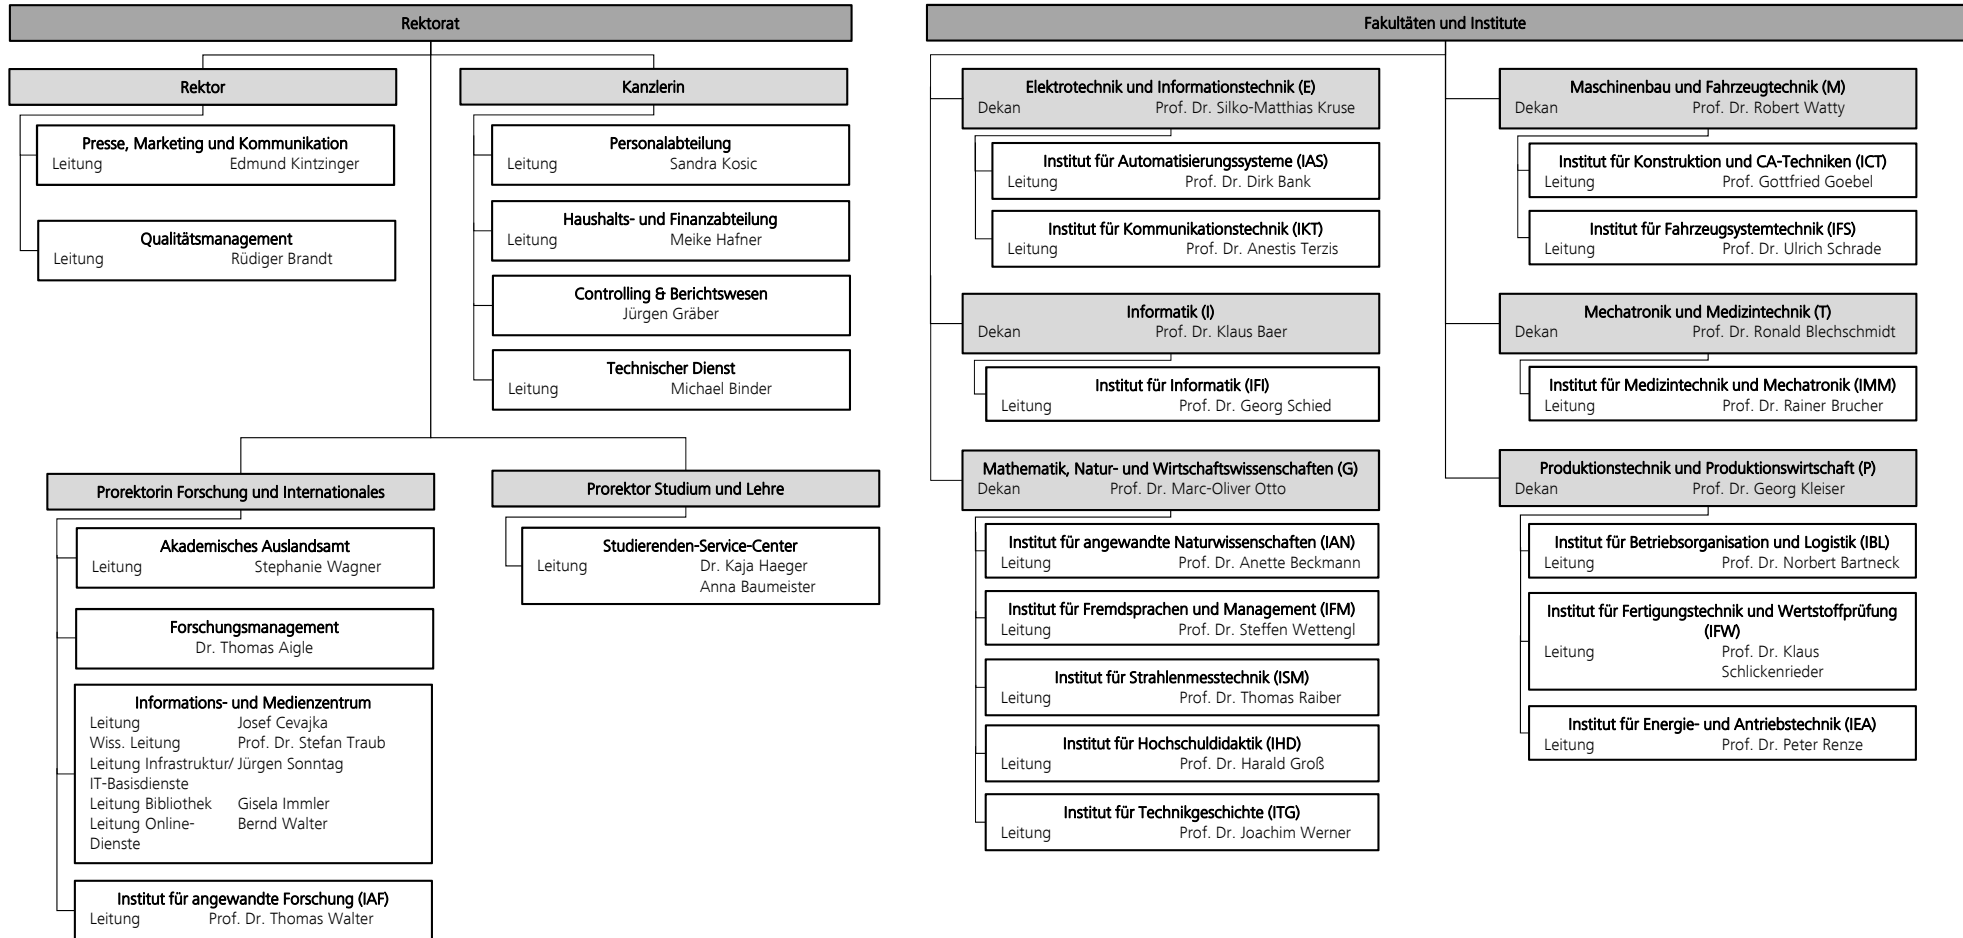 Rektorat
Rektor
Presse, Marketing und Kommunikation
Leitung Edmund Kintzinger
Qualitätsmanagement
Leitung Rüdiger Brandt
Kanzlerin
Personalabteilung
Leitung Sandra Kosic
Haushalts- und Finanzabteilung
Leitung Meike Hafner
Controlling & Berichtswesen
Jürgen Gräber
Technischer Dienst
Leitung Michael Binder
Prorektorin Forschung und Internationales
Akademisches Auslandsamt
Leitung Stephanie Wagner
Forschungsmanagement
Dr. Thomas Aigle
Informations- und Medienzentrum
Leitung Josef Cevajka
Wiss. Leitung Prof. Dr. Stefan Traub
Leitung Infrastruktur/ Jürgen Sonntag
IT-Basisdienste
Leitung Bibliothek Gisela Immler
Leitung Online- Bernd Walter
Dienste
Institut für angewandte Forschung (IAF)
Leitung Prof. Dr. Thomas Walter
Prorektor Studium und Lehre
Studierenden-Service-Center
Leitung Dr. Kaja Haeger
Anna Baumeister
Fakultäten und Institute
Elektrotechnik und Informationstechnik (E)
Dekan Prof. Dr. Silko-Matthias Kruse
Institut für Automatisierungssysteme (IAS)
Leitung Prof. Dr. Dirk Bank
Institut für Kommunikationstechnik (IKT)
Leitung Prof. Dr. Anestis Terzis
Informatik (I)
Dekan Prof. Dr. Klaus Baer
Institut für Informatik (IFI)
Leitung Prof. Dr. Georg Schied
Mathematik, Natur- und Wirtschaftswissenschaften (G)
Dekan Prof. Dr. Marc-Oliver Otto
Institut für angewandte Naturwissenschaften (IAN)
Leitung Prof. Dr. Anette Beckmann
Institut für Fremdsprachen und Management (IFM)
Leitung Prof. Dr. Steffen Wettengl
Institut für Strahlenmesstechnik (ISM)
Leitung Prof. Dr. Thomas Raiber
Institut für Hochschuldidaktik (IHD)
Leitung Prof. Dr. Harald Groß
Institut für Technikgeschichte (ITG)
Leitung Prof. Dr. Joachim Werner
Maschinenbau und Fahrzeugtechnik (M)
Dekan Prof. Dr. Robert Watty
Institut für Konstruktion und CA-Techniken (ICT)
Leitung Prof. Gottfried Goebel
Institut für Fahrzeugsystemtechnik (IFS)
Leitung Prof. Dr. Ulrich Schrade
Mechatronik und Medizintechnik (T)
Dekan Prof. Dr. Ronald Blechschmidt
Institut für Medizintechnik und Mechatronik (IMM)
Leitung Prof. Dr. Rainer Brucher
Produktionstechnik und Produktionswirtschaft (P)
Dekan Prof. Dr. Georg Kleiser
Institut für Betriebsorganisation und Logistik (IBL)
Leitung Prof. Dr. Norbert Bartneck
Institut für Fertigungstechnik und Wertstoffprüfung
(IFW)
Leitung Prof. Dr. Klaus
Schlickenrieder
Institut für Energie- und Antriebstechnik (IEA)
Leitung Prof. Dr. Peter Renze